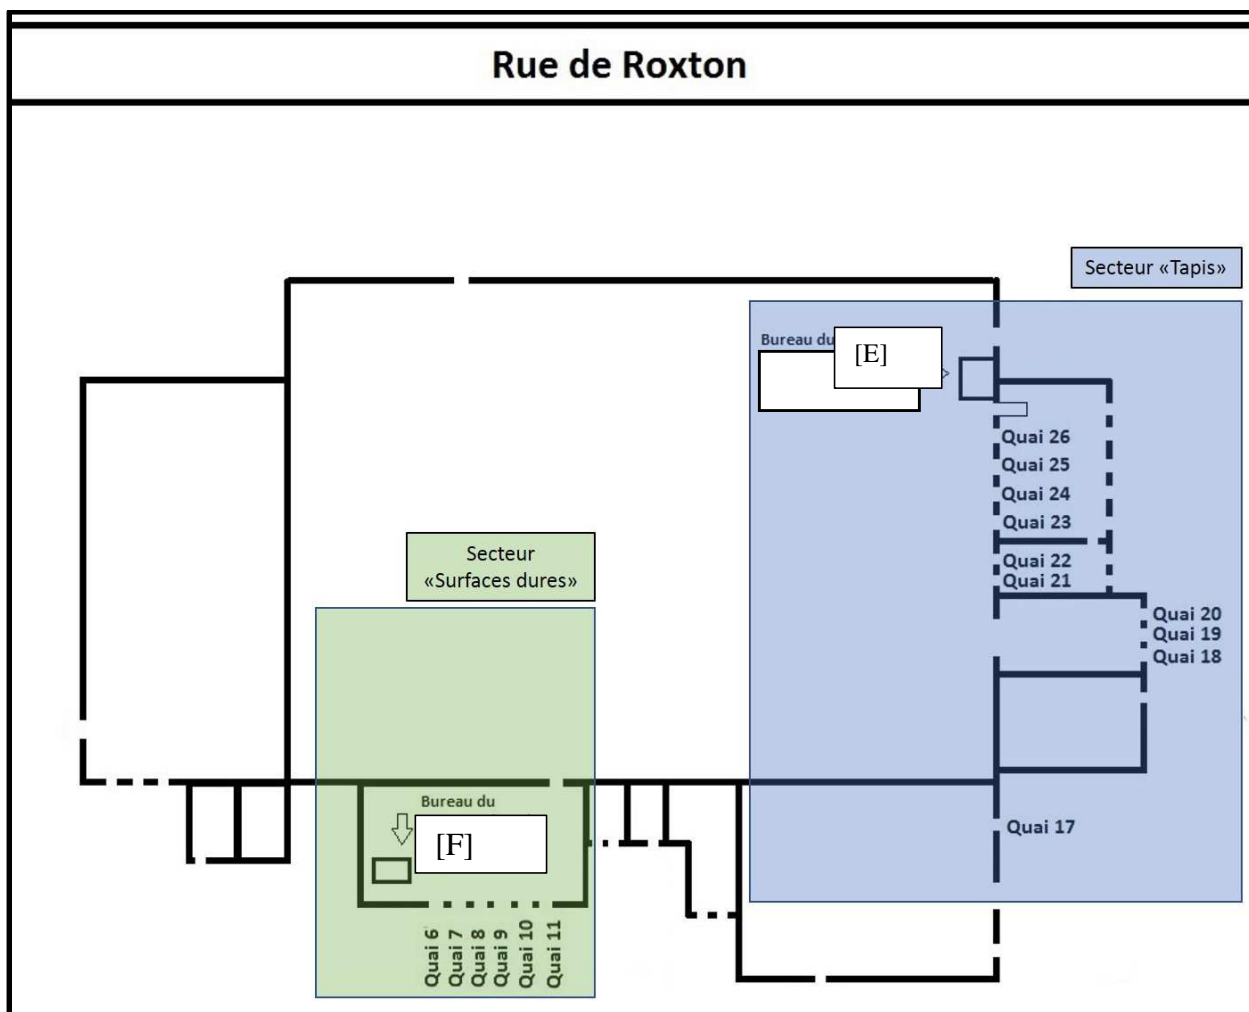 Rue de Roxton
Secteur «Tapis»
Bureau du
[E]
Quai 26
Quai 25
Quai 24
Quai 23
Quai 22
Quai 21
Quai 20
Quai 19
Quai 18
Quai 17
Secteur
«Surfaces dures»
Bureau du
[F]
Quai 6
Quai 7
Quai 8
Quai 9
Quai 10
Quai 11